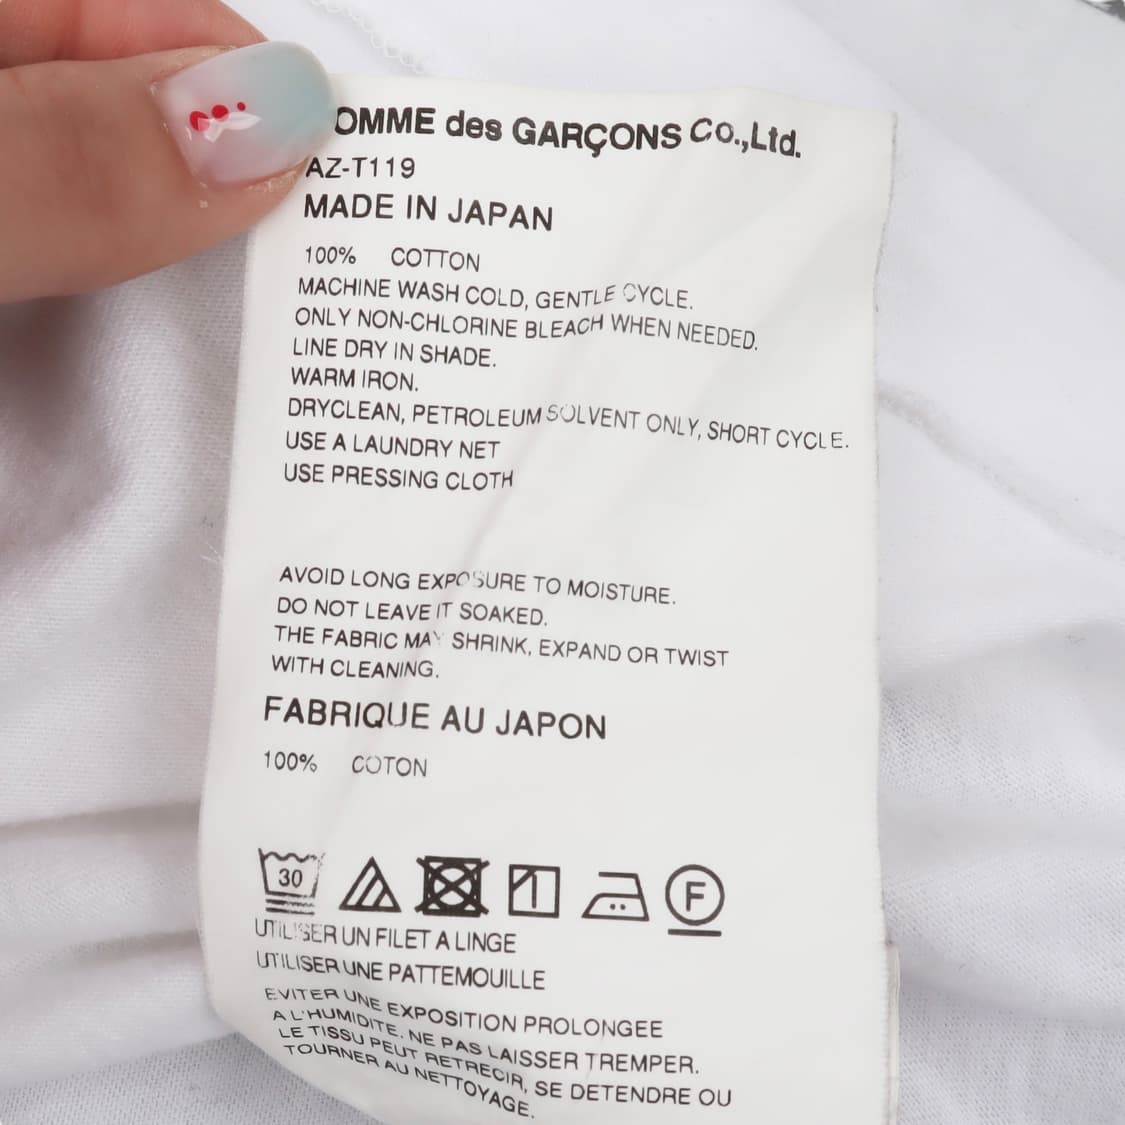 OMME des GARÇONS Co.,Ltd.
AZ-T119
MADE IN JAPAN
100% COTTON
MACHINE WASH COLD, GENTLE CYCLE.
ONLY NON-CHLORINE BLEACH WHEN NEEDED.
LINE DRY IN SHADE.
WARM IRON.
DRYCLEAN, PETROLEUM SOLVENT ONLY, SHORT CYCLE.
USE A LAUNDRY NET
USE PRESSING CLOTH
AVOID LONG EXPOSURE TO MOISTURE.
DO NOT LEAVE IT SOAKED.
THE FABRIC MAY SHRINK, EXPAND OR TWIST
WITH CLEANING.
FABRIQUE AU JAPON
100% COTON
30 F
UTILISER UN FILET A LINGE
UTILISER UNE PATTEMOUILLE
EVITER UNE EXPOSITION PROLONGEE
A L'HUMIDITE. NE PAS LAISSER TREMPER.
LE TISSU PEUT RETRECIR, SE DETENDRE OU
TOURNER AU NETTOYAGE.